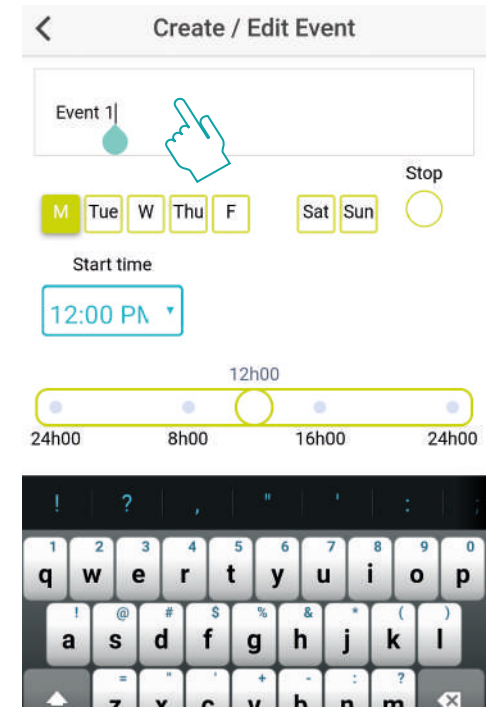 Create / Edit Event
Event 1
Stop
M Tue W Thu F Sat Sun
Start time
12:00 PM
12h00
24h00 8h00 16h00 24h00
! ? , " ' : ;
1 2 3 4 5 6 7 8 9 0
q w e r t y u i o p
! @ # $ % & * ( )
a s d f g h j k l
= " ' + - : ?
z x c v b n m